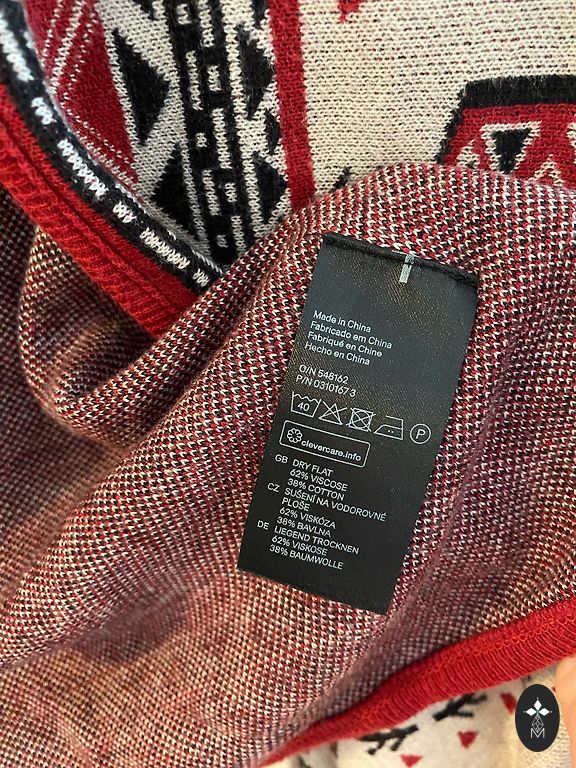 Made in China
Fabricado em China
Fabriqué en Chine
Hecho en China
O/N 548162
P/N 0310167 3
40
P
clevercare.info
GB DRY FLAT
62% VISCOSE
38% COTTON
CZ SUŠENÍ NA VODOROVNÉ
PLOŠE
62% VISKÓZA
38% BAVLNA
DE LIEGEND TROCKNEN
62% VISKOSE
38% BAUMWOLLE